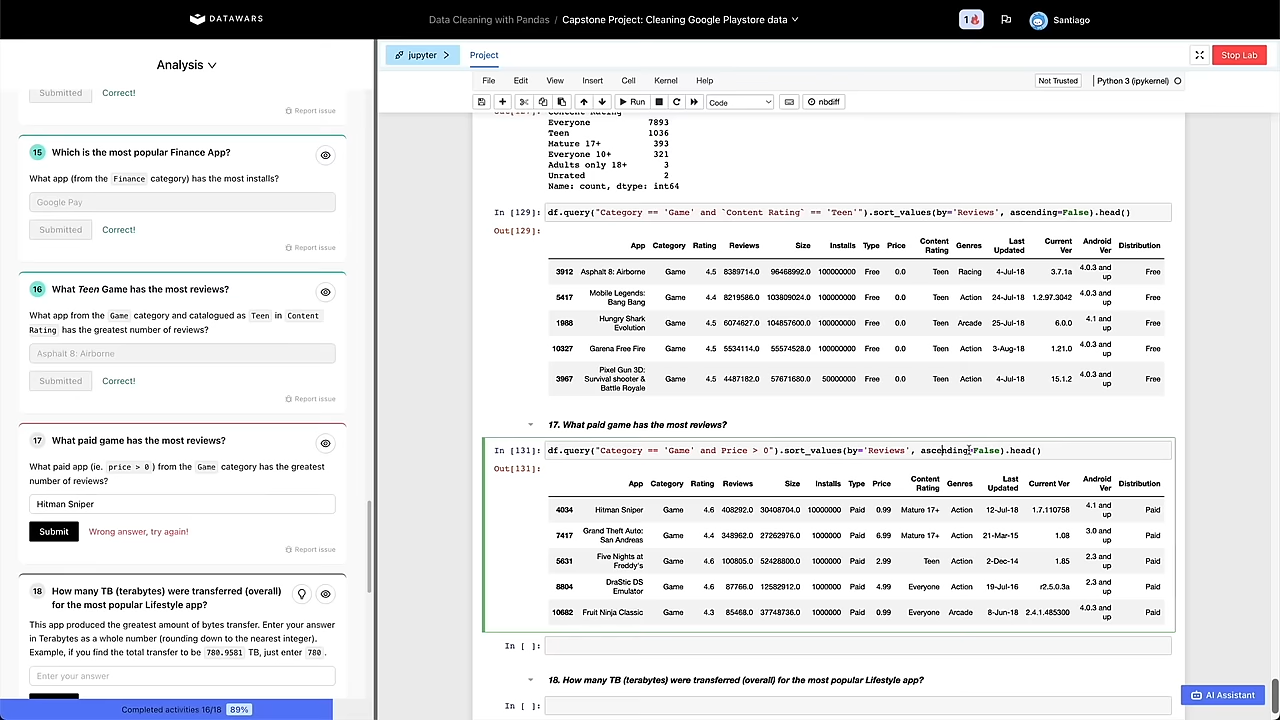 DATAWARS
Data Cleaning with Pandas / Capstone Project: Cleaning Google Playstore data
1
Santiago
Analysis
Submitted Correct!
Report issue
15 Which is the most popular Finance App?
What app (from the Finance category) has the most installs?
Google Pay
Submitted Correct!
Report issue
16 What Teen Game has the most reviews?
What app from the Game category and catalogued as Teen in Content
Rating has the greatest number of reviews?
Asphalt 8: Airborne
Submitted Correct!
Report issue
17 What paid game has the most reviews?
What paid app (ie. price > 0 ) from the Game category has the greatest
number of reviews?
Hitman Sniper
Submit Wrong answer, try again!
Report issue
18 How many TB (terabytes) were transferred (overall)
for the most popular Lifestyle app?
This app produced the greatest amount of bytes transfer. Enter your answer
in Terabytes as a whole number (rounding down to the nearest integer).
Example, if you find the total transfer to be 780.9581 TB, just enter 780 .
Enter your answer
Completed activities 16/18 89%
jupyter Project Stop Lab
File Edit View Insert Cell Kernel Help Not Trusted Python 3 (ipykernel)
Run Code nbdiff
Everyone 7893
Teen 1036
Mature 17+ 393
Everyone 10+ 321
Adults only 18+ 3
Unrated 2
Name: count, dtype: int64
In [129]: df.query("Category == 'Game' and `Content Rating` == 'Teen'").sort_values(by='Reviews', ascending=False).head()
Out[129]:
App Category Rating Reviews Size Installs Type Price Content Rating Genres Last Updated Current Ver Android Ver Distribution
3912 Asphalt 8: Airborne Game 4.5 8389714.0 96468992.0 100000000 Free 0.0 Teen Racing 4-Jul-18 3.7.1a 4.0.3 and up Free
5417 Mobile Legends: Bang Bang Game 4.4 8219586.0 103809024.0 100000000 Free 0.0 Teen Action 24-Jul-18 1.2.97.3042 4.0.3 and up Free
1988 Hungry Shark Evolution Game 4.5 6074627.0 104857600.0 100000000 Free 0.0 Teen Arcade 25-Jul-18 6.0.0 4.1 and up Free
10327 Garena Free Fire Game 4.5 5534114.0 55574528.0 100000000 Free 0.0 Teen Action 3-Aug-18 1.21.0 4.0.3 and up Free
3967 Pixel Gun 3D: Survival shooter & Battle Royale Game 4.5 4487182.0 57671680.0 50000000 Free 0.0 Teen Action 4-Jul-18 15.1.2 4.0.3 and up Free
17. What paid game has the most reviews?
In [131]: df.query("Category == 'Game' and Price > 0").sort_values(by='Reviews', ascending=False).head()
Out[131]:
App Category Rating Reviews Size Installs Type Price Content Rating Genres Last Updated Current Ver Android Ver Distribution
4034 Hitman Sniper Game 4.6 408292.0 30408704.0 10000000 Paid 0.99 Mature 17+ Action 12-Jul-18 1.7.110758 4.1 and up Paid
7417 Grand Theft Auto: San Andreas Game 4.4 348962.0 27262976.0 1000000 Paid 6.99 Mature 17+ Action 21-Mar-15 1.08 3.0 and up Paid
5631 Five Nights at Freddy's Game 4.6 100805.0 52428800.0 1000000 Paid 2.99 Teen Action 2-Dec-14 1.85 2.3 and up Paid
8804 DraStic DS Emulator Game 4.6 87766.0 12582912.0 1000000 Paid 4.99 Everyone Action 19-Jul-16 r2.5.0.3a 2.3 and up Paid
10682 Fruit Ninja Classic Game 4.3 85468.0 37748736.0 1000000 Paid 0.99 Everyone Arcade 8-Jun-18 2.4.1.485300 4.0.3 and up Paid
In [ ]:
18. How many TB (terabytes) were transferred (overall) for the most popular Lifestyle app?
In [ ]:
AI Assistant